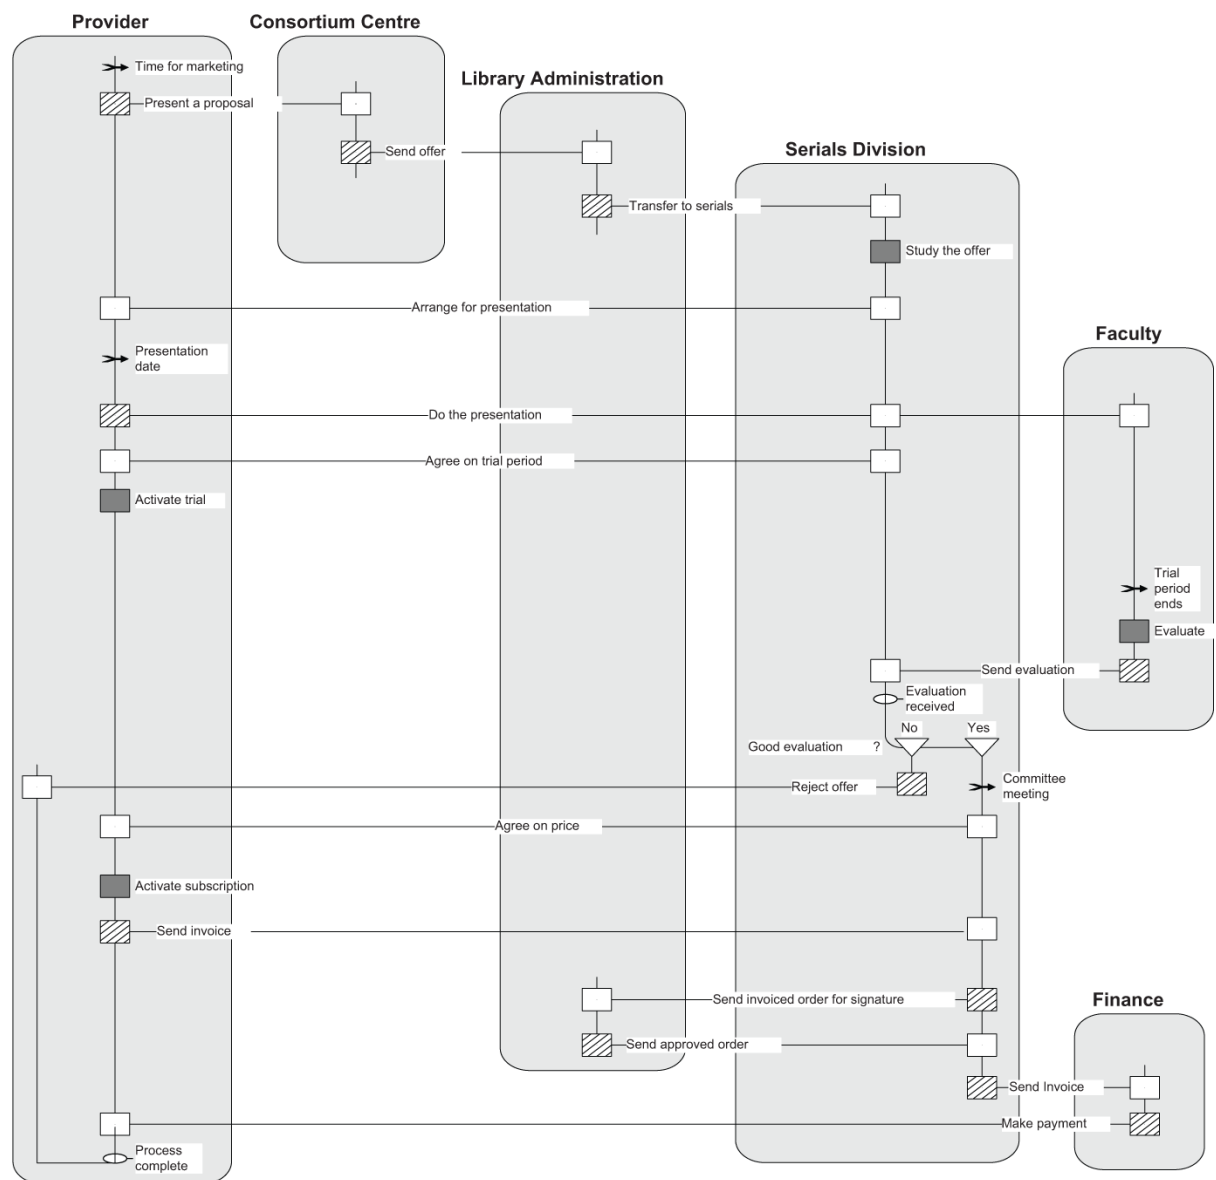 Provider
Consortium Centre
Time for marketing
Library Administration
Present a proposal
Send offer
Serials Division
Transfer to serials
Study the offer
Arrange for presentation
Faculty
Presentation
date
Do the presentation
Agree on trial period
Activate trial
Trial
period
ends
Evaluate
Send evaluation
Evaluation
received
No
Yes
Good evaluation ?
Committee
meeting
Reject offer
Agree on price
Activate subscription
Send invoice
Send invoiced order for signature
Finance
Send approved order
Send Invoice
Make payment
Process
complete